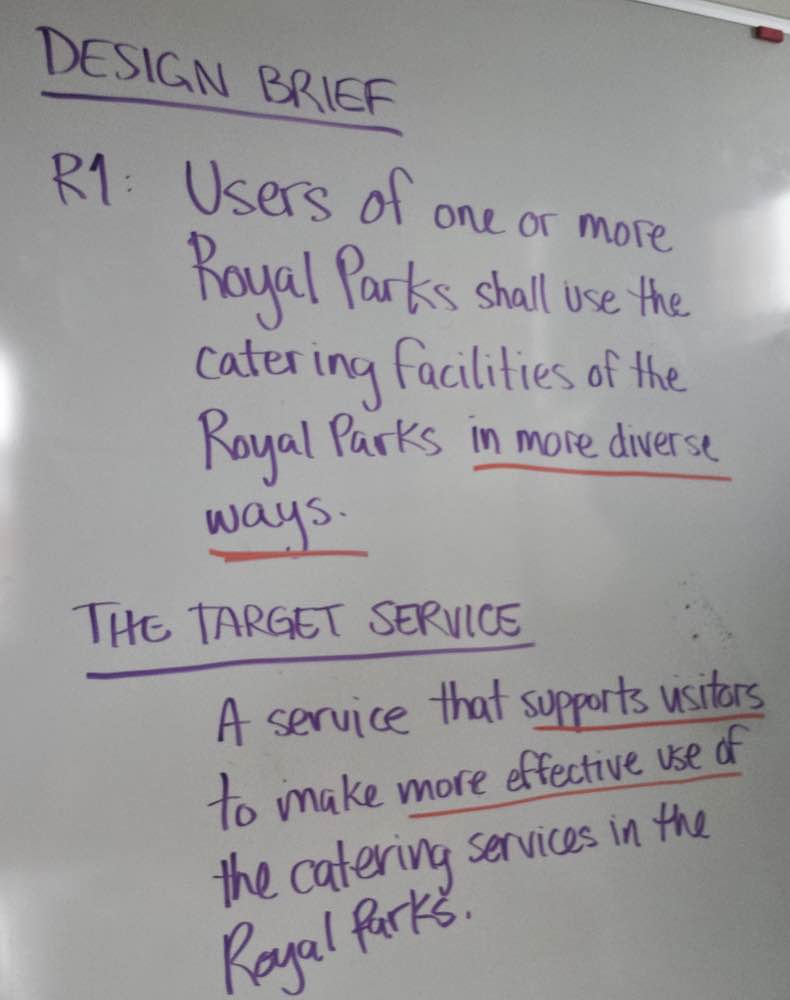 DESIGN BRIEF
R1: Users of one or more
Royal Parks shall use the
catering facilities of the
Royal Parks in more diverse
ways.
THE TARGET SERVICE
A service that supports visitors
to make more effective use of
the catering services in the
Royal Parks.